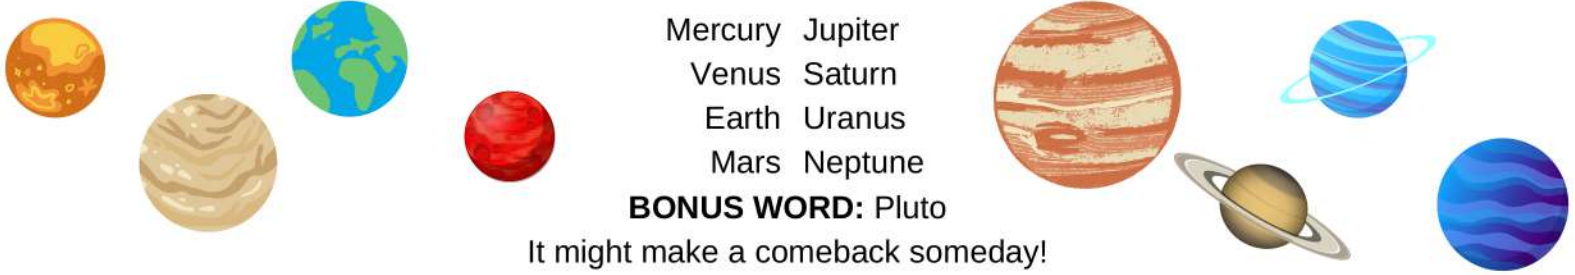 Mercury Jupiter
Venus Saturn
Earth Uranus
Mars Neptune
BONUS WORD: Pluto
It might make a comeback someday!